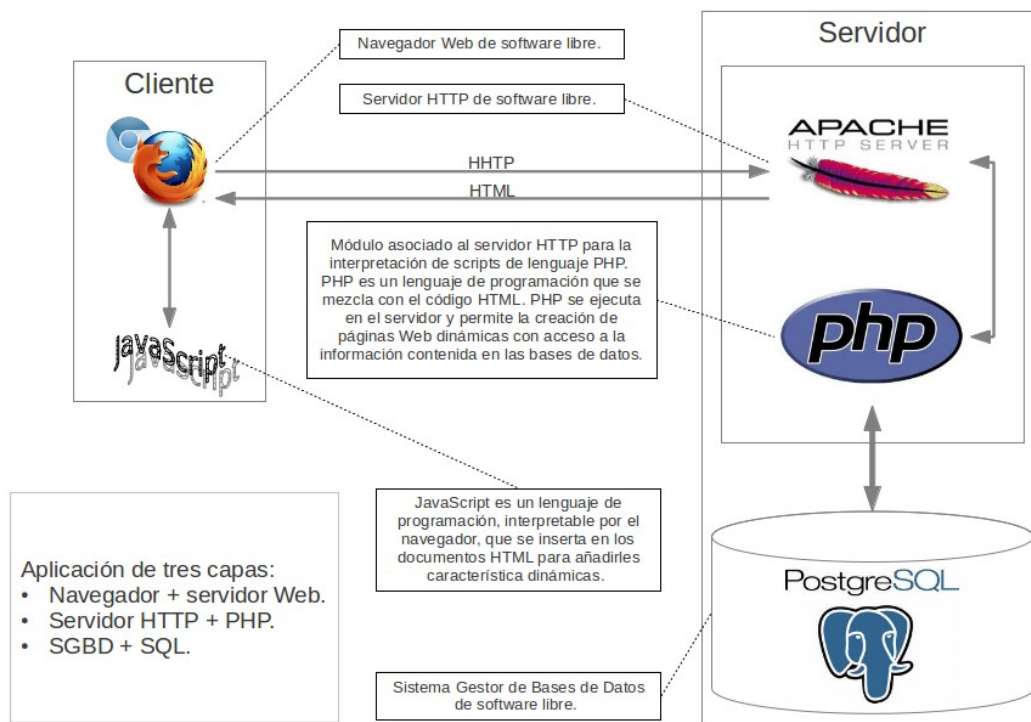 Servidor
Navegador Web de software libre.
Cliente
Servidor HTTP de software libre.
APACHE
HTTP SERVER
HHTP
HTML
Módulo asociado al servidor HTTP para la
interpretación de scripts de lenguaje PHP.
PHP es un lenguaje de programación que se
mezcla con el código HTML. PHP se ejecuta
en el servidor y permite la creación de
páginas Web dinámicas con acceso a la
información contenida en las bases de datos.
php
javascript
JavaScript es un lenguaje de
programación, interpretable por el
navegador, que se inserta en los
documentos HTML para añadirles
característica dinámicas.
Aplicación de tres capas:
• Navegador + servidor Web.
• Servidor HTTP + PHP.
• SGBD + SQL.
PostgreSQL
Sistema Gestor de Bases de Datos
de software libre.